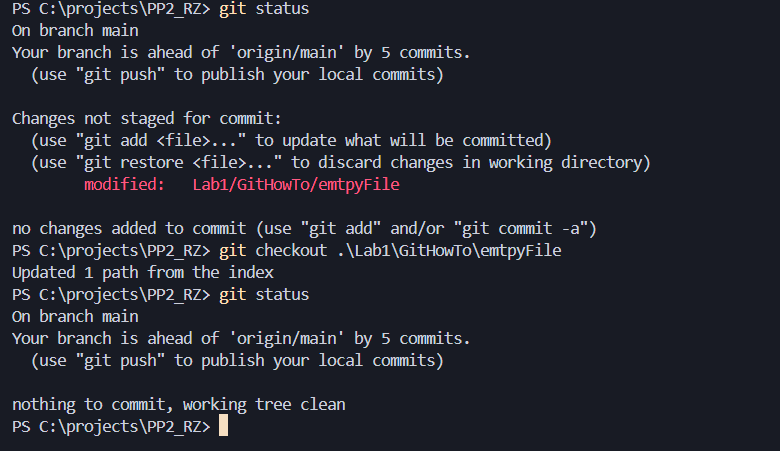 PS C:\projects\PP2_RZ> git status
On branch main
Your branch is ahead of 'origin/main' by 5 commits.
  (use "git push" to publish your local commits)

Changes not staged for commit:
  (use "git add <file>..." to update what will be committed)
  (use "git restore <file>..." to discard changes in working directory)
        modified:   Lab1/GitHowTo/emtpyFile

no changes added to commit (use "git add" and/or "git commit -a")
PS C:\projects\PP2_RZ> git checkout .\Lab1\GitHowTo\emtpyFile
Updated 1 path from the index
PS C:\projects\PP2_RZ> git status
On branch main
Your branch is ahead of 'origin/main' by 5 commits.
  (use "git push" to publish your local commits)

nothing to commit, working tree clean
PS C:\projects\PP2_RZ>